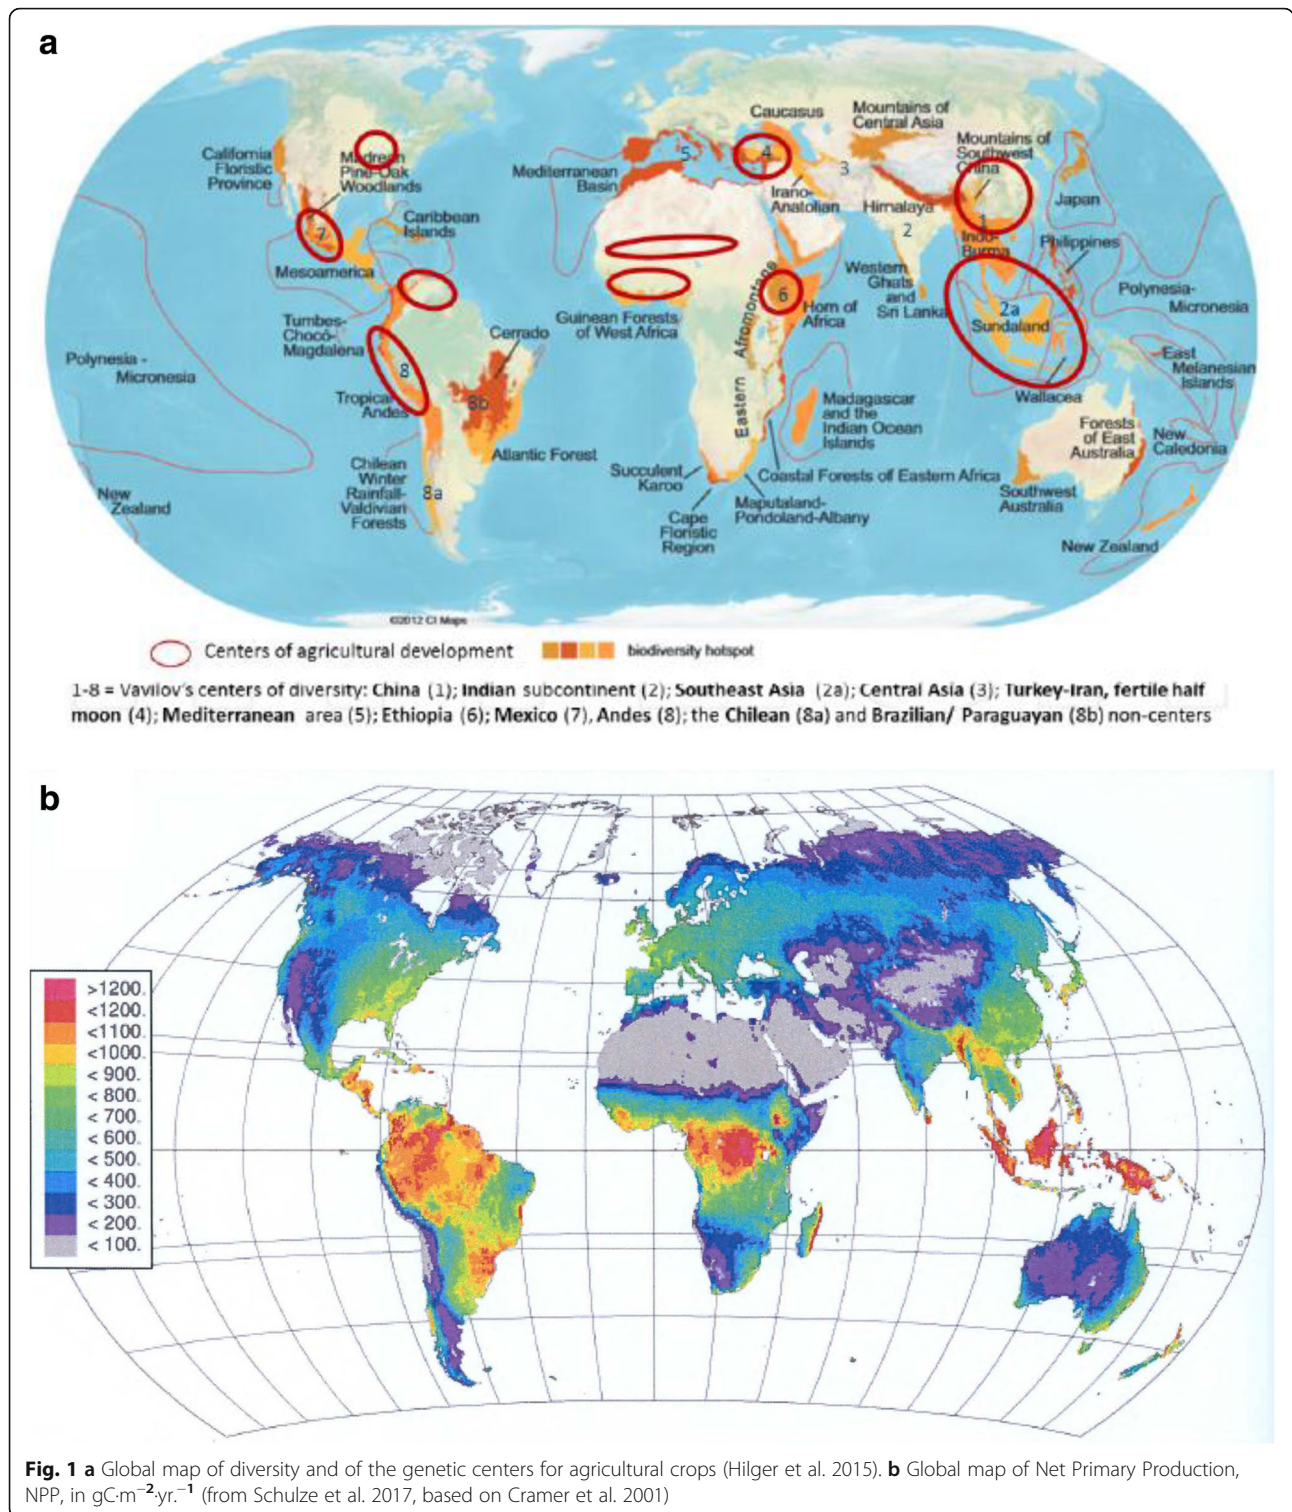 a
California
Floristic
Province
Madrean
Pine-Oak
Woodlands
Caribbean
Islands
7
Mesoamerica
Tumbes-
Chocó-
Magdalena
Cerrado
Polynesia -
Micronesia
8
Tropical
Andes
8b
Atlantic Forest
Chilean
Winter
Rainfall-
Valdivian
Forests
8a
New
Zealand
Mediterranean
Basin
5
Caucasus
4
Mountains of
Central Asia
3
Irano-
Anatolian
Mountains of
Southwest
China
Himalaya
2
1
Indo-
Burma
Japan
Philippines
Western
Ghats
and
Sri Lanka
Guinean Forests
of West Africa
6
Horn of
Africa
Eastern Afromontane
2a
Sundaland
Wallacea
Polynesia-
Micronesia
East
Melanesian
Islands
Madagascar
and the
Indian Ocean
Islands
Forests
of East
Australia
New
Caledonia
Succulent
Karoo
Cape
Floristic
Region
Coastal Forests of Eastern Africa
Maputaland-
Pondoland-Albany
Southwest
Australia
New Zealand
©2012 CI Maps
Centers of agricultural development
biodiversity hotspot
1-8 = Vavilov's centers of diversity: China (1); Indian subcontinent (2); Southeast Asia (2a); Central Asia (3); Turkey-Iran, fertile half
moon (4); Mediterranean area (5); Ethiopia (6); Mexico (7), Andes (8); the Chilean (8a) and Brazilian/ Paraguayan (8b) non-centers
b
>1200.
<1200.
<1100.
<1000.
< 900.
< 800.
< 700.
< 600.
< 500.
< 400.
< 300.
< 200.
< 100.
Fig. 1 a Global map of diversity and of the genetic centers for agricultural crops (Hilger et al. 2015). b Global map of Net Primary Production,
NPP, in gC·m⁻²·yr.⁻¹ (from Schulze et al. 2017, based on Cramer et al. 2001)